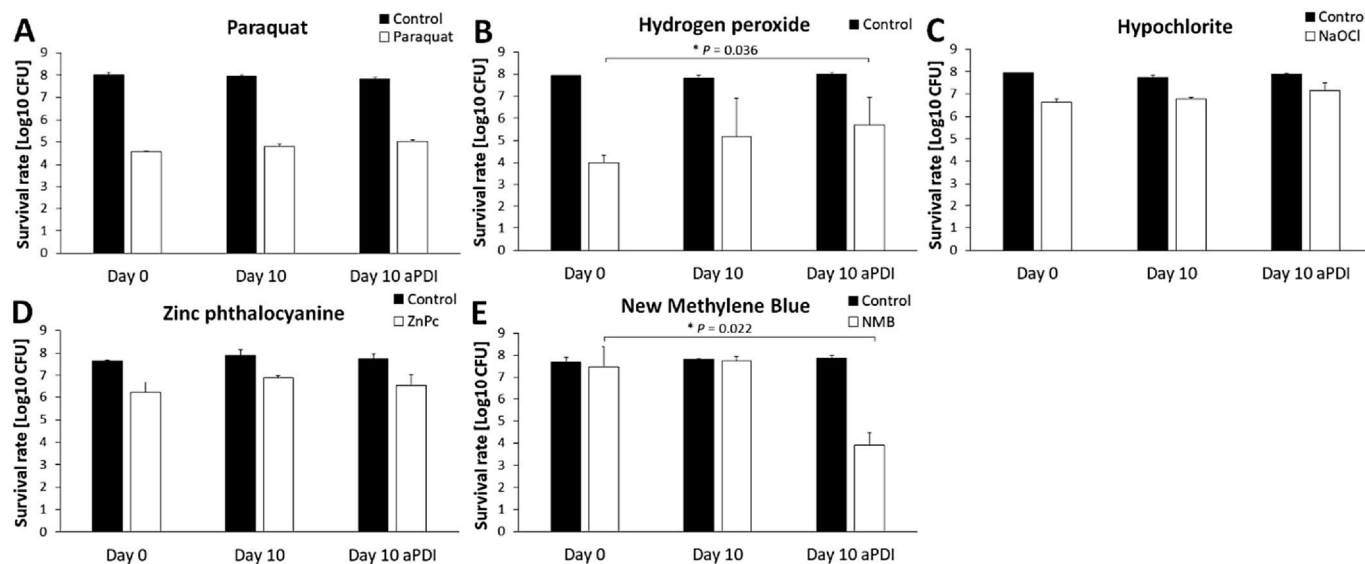 A
Paraquat
Control
Paraquat
Survival rate [Log10 CFU]
9
8
7
6
5
4
3
2
1
0
Day 0 Day 10 Day 10 aPDI
B
Hydrogen peroxide
Control
* P = 0.036
Survival rate [Log10 CFU]
9
8
7
6
5
4
3
2
1
0
Day 0 Day 10 Day 10 aPDI
C
Hypochlorite
Control
NaOCl
Survival rate [Log10 CFU]
9
8
7
6
5
4
3
2
1
0
Day 0 Day 10 Day 10 aPDI
D
Zinc phthalocyanine
Control
ZnPc
Survival rate [Log10 CFU]
9
8
7
6
5
4
3
2
1
0
Day 0 Day 10 Day 10 aPDI
E
New Methylene Blue
Control
NMB
* P = 0.022
Survival rate [Log10 CFU]
9
8
7
6
5
4
3
2
1
0
Day 0 Day 10 Day 10 aPDI